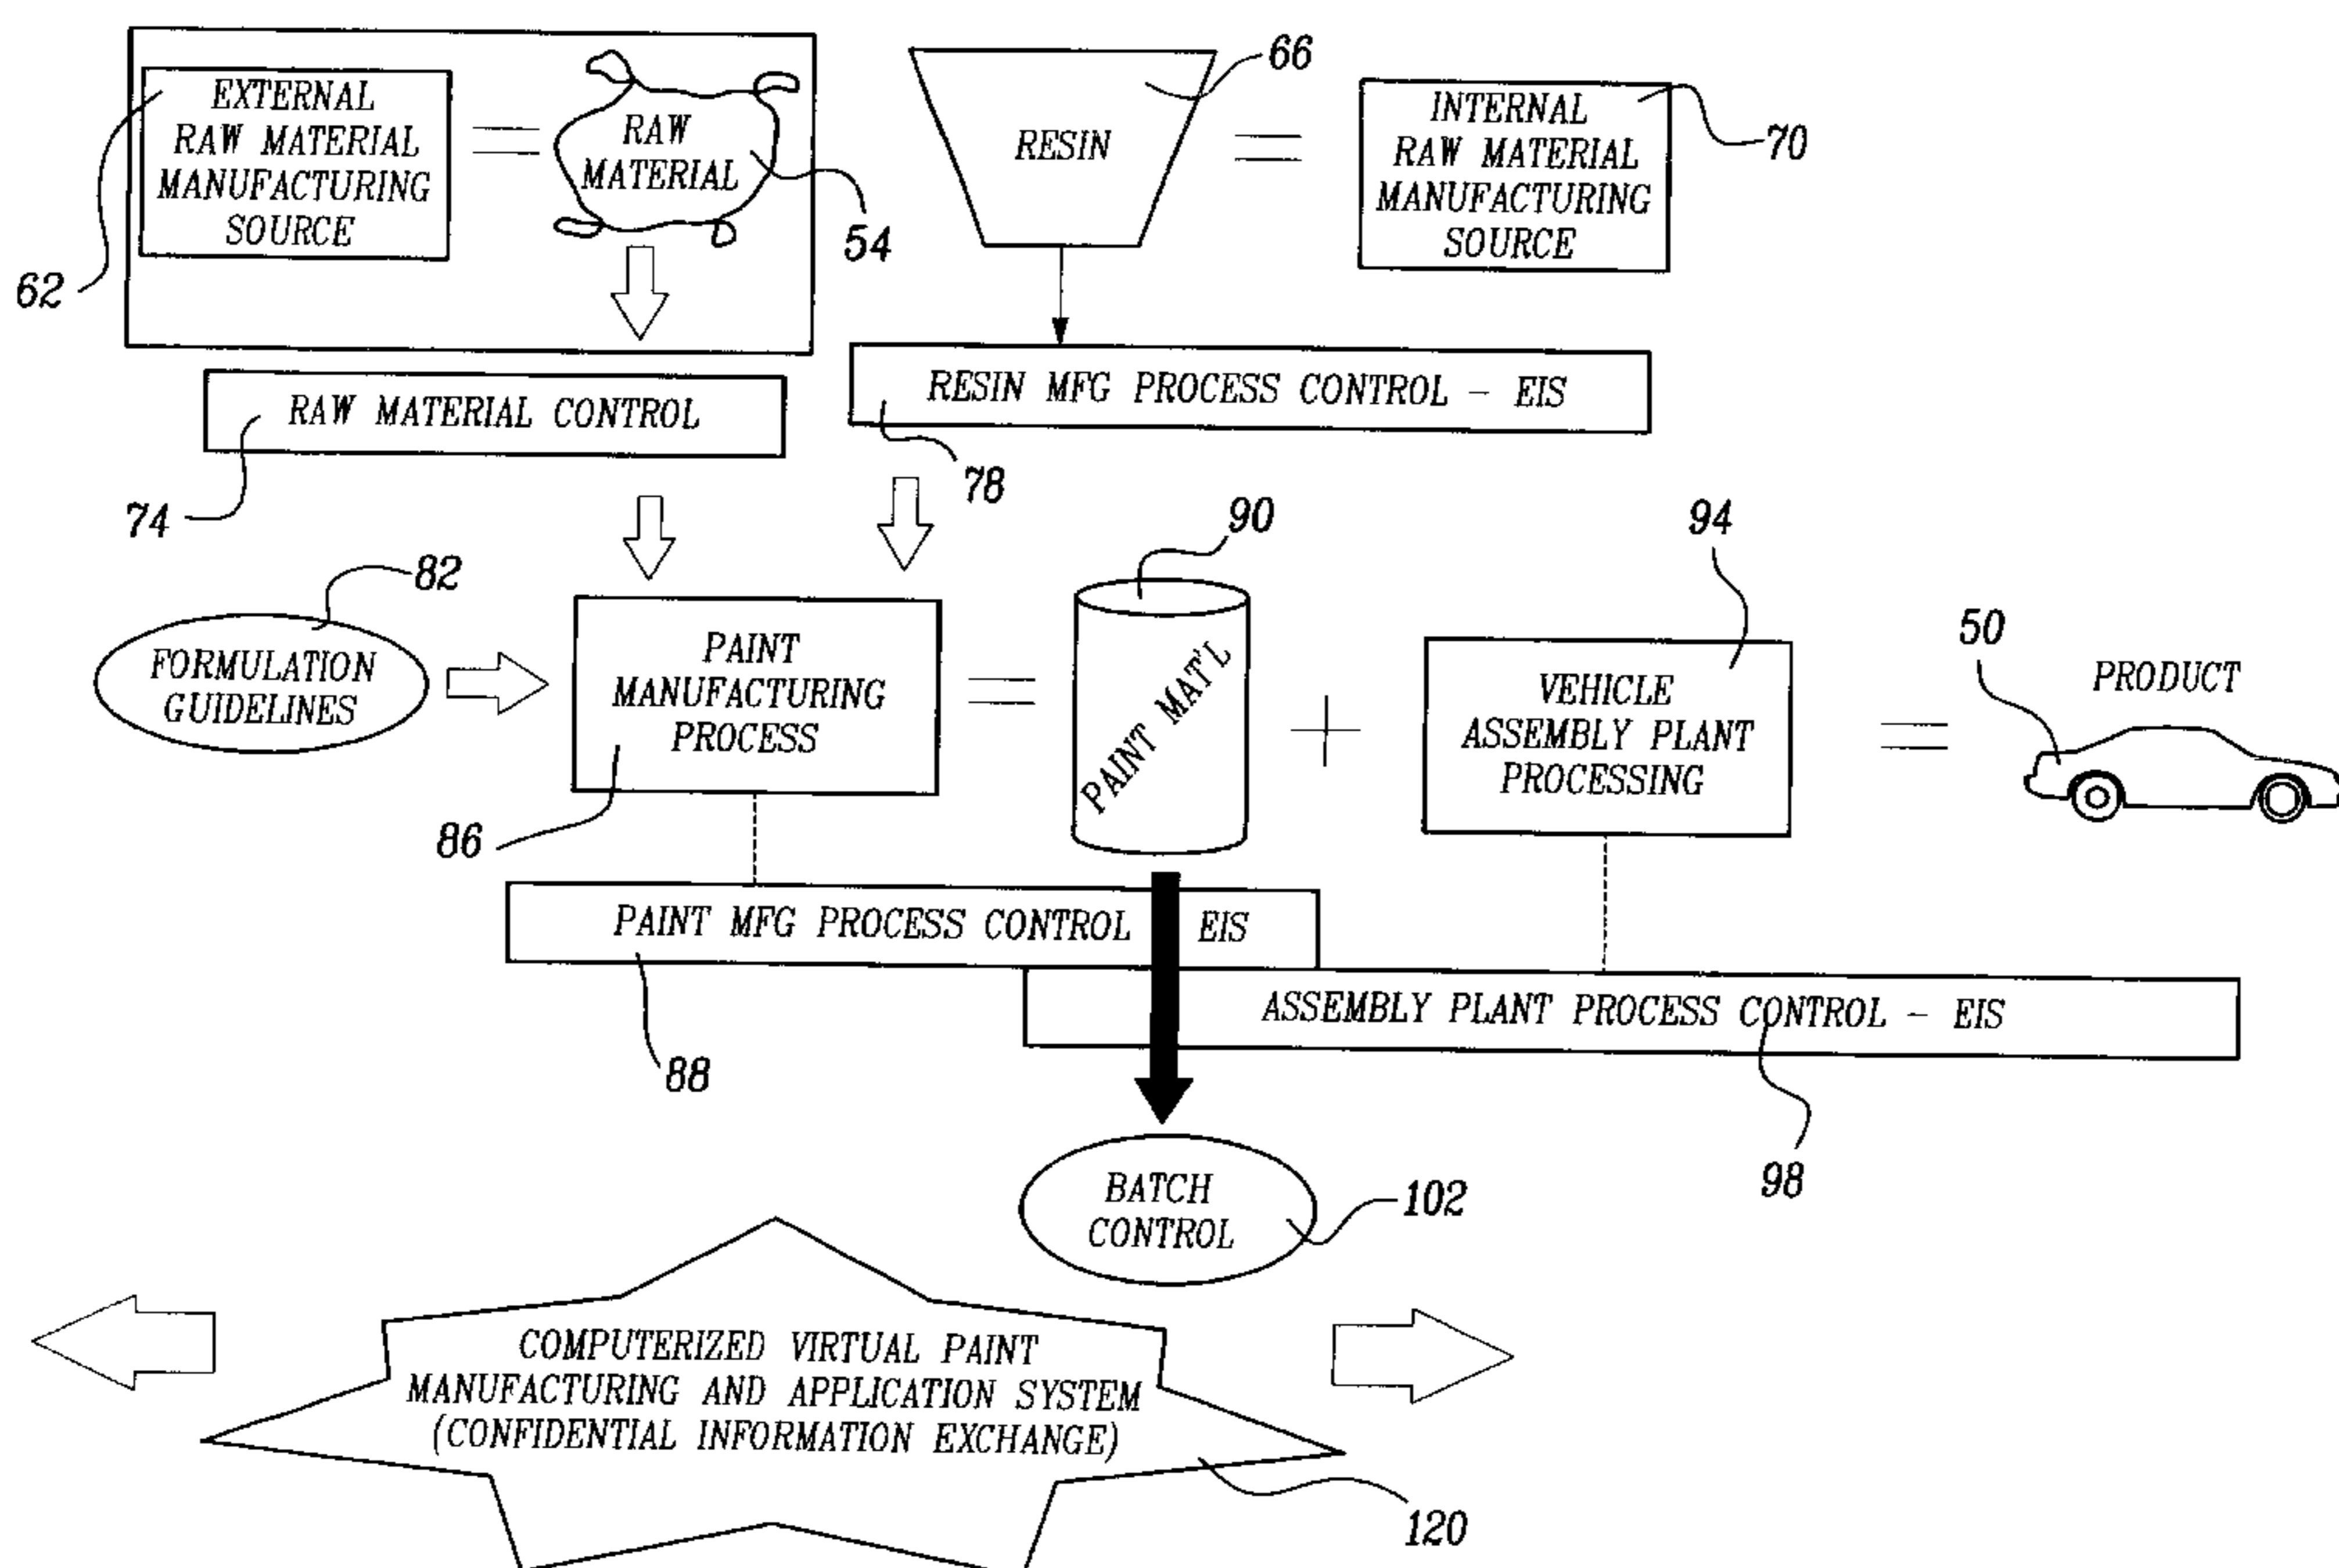 EXTERNAL
RAW MATERIAL
MANUFACTURING
SOURCE
62
RAW
MATERIAL
54
RESIN
66
INTERNAL
RAW MATERIAL
MANUFACTURING
SOURCE
70
RAW MATERIAL CONTROL
74
RESIN MFG PROCESS CONTROL - EIS
78
FORMULATION
GUIDELINES
82
PAINT
MANUFACTURING
PROCESS
86
PAINT MAT'L
90
VEHICLE
ASSEMBLY PLANT
PROCESSING
94
50
PRODUCT
PAINT MFG PROCESS CONTROL EIS
88
ASSEMBLY PLANT PROCESS CONTROL - EIS
98
BATCH
CONTROL
102
COMPUTERIZED VIRTUAL PAINT
MANUFACTURING AND APPLICATION SYSTEM
(CONFIDENTIAL INFORMATION EXCHANGE)
120